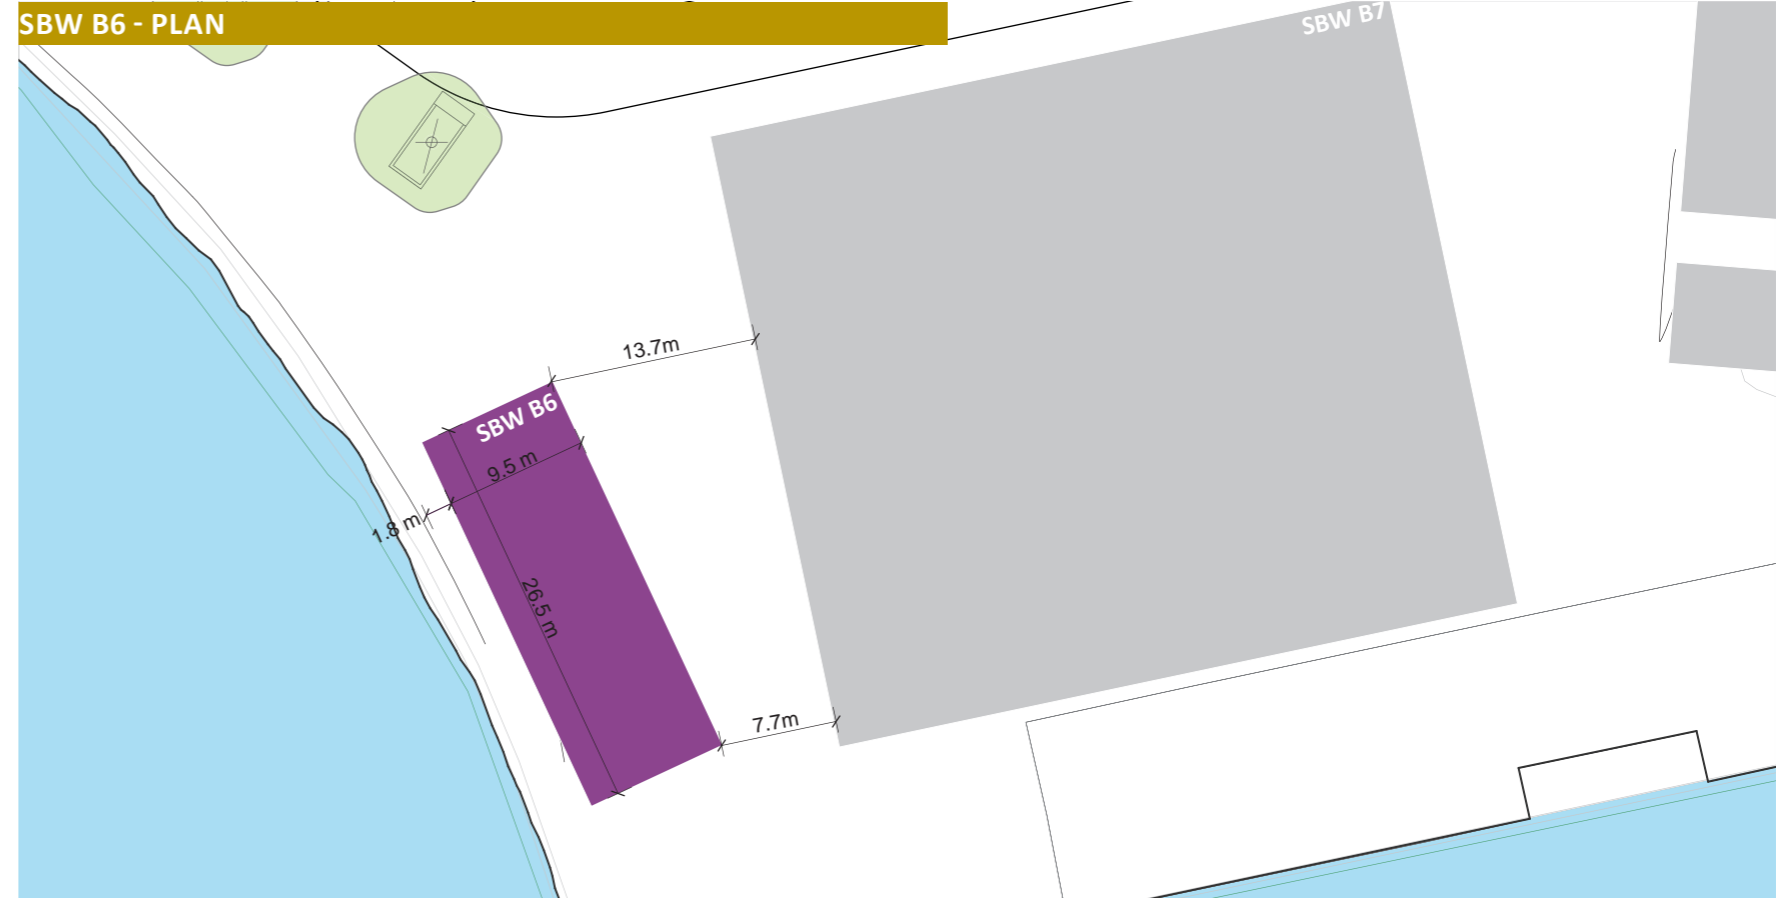 SBW B6 - PLAN
SBW B7
13.7m
SBW B6
9.5 m
1.8 m
26.5 m
7.7m